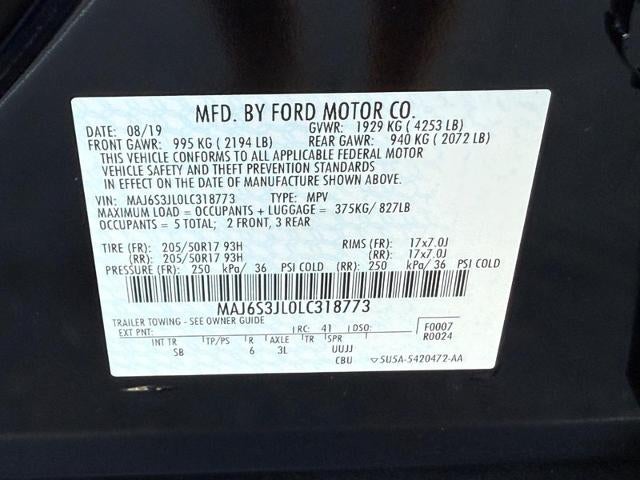 MFD. BY FORD MOTOR CO.
DATE: 08/19 GVWR: 1929 KG ( 4253 LB)
FRONT GAWR: 995 KG ( 2194 LB) REAR GAWR: 940 KG ( 2072 LB)
THIS VEHICLE CONFORMS TO ALL APPLICABLE FEDERAL MOTOR
VEHICLE SAFETY AND THEFT PREVENTION STANDARDS
IN EFFECT ON THE DATE OF MANUFACTURE SHOWN ABOVE.
VIN: MAJ6S3JL0LC318773 TYPE: MPV
MAXIMUM LOAD = OCCUPANTS + LUGGAGE = 375KG/ 827LB
OCCUPANTS = 5 TOTAL; 2 FRONT, 3 REAR
TIRE (FR): 205/50R17 93H RIMS (FR): 17x7.0J
(RR): 205/50R17 93H (RR): 17x7.0J
PRESSURE (FR): 250 kPa/ 36 PSI COLD (RR): 250 kPa/ 36 PSI COLD
MAJ6S3JL0LC318773
TRAILER TOWING - SEE OWNER GUIDE
EXT PNT: RC: 41 DSO: F0007
R0024
INT TR TP/PS R AXLE TR SPR
SB 6 3L UUJJ
CBU 5U5A-5420472-AA